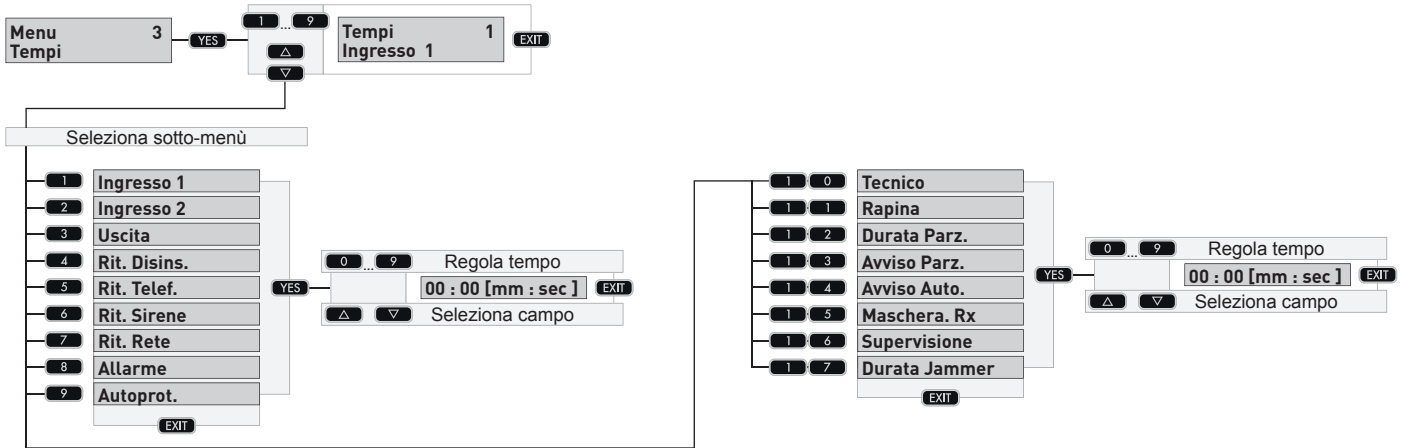 Menu 3
Tempi
YES
1 ... 9
Tempi 1
Ingresso 1
EXIT
Seleziona sotto-menù
1 Ingresso 1
2 Ingresso 2
3 Uscita
4 Rit. Disins.
5 Rit. Telef.
6 Rit. Sirene
7 Rit. Rete
8 Allarme
9 Autoprot.
EXIT
YES
0 ... 9 Regola tempo
00 : 00 [mm : sec ] EXIT
Seleziona campo
1 0 Tecnico
1 1 Rapina
1 2 Durata Parz.
1 3 Avviso Parz.
1 4 Avviso Auto.
1 5 Maschera. Rx
1 6 Supervisione
1 7 Durata Jammer
EXIT
YES
0 ... 9 Regola tempo
00 : 00 [mm : sec ] EXIT
Seleziona campo